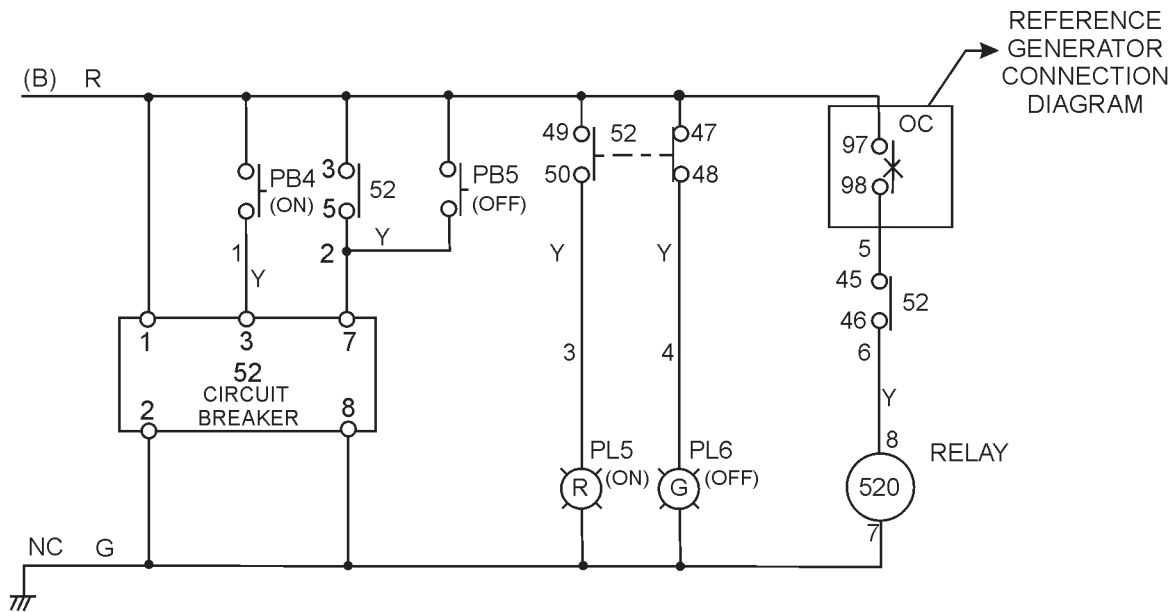 REFERENCE
GENERATOR
CONNECTION
DIAGRAM
(B) R
OC
49 52 47
97
50 48
98
3
PB4
(ON)
52
5
PB5
(OFF)
1 Y
2 Y
Y Y
5
45
52
46
1 3 7
52
CIRCUIT
BREAKER
2 8
3 4
6
Y
8
PL5
(ON)
PL6
(OFF)
RELAY
R G 520
7
NC G